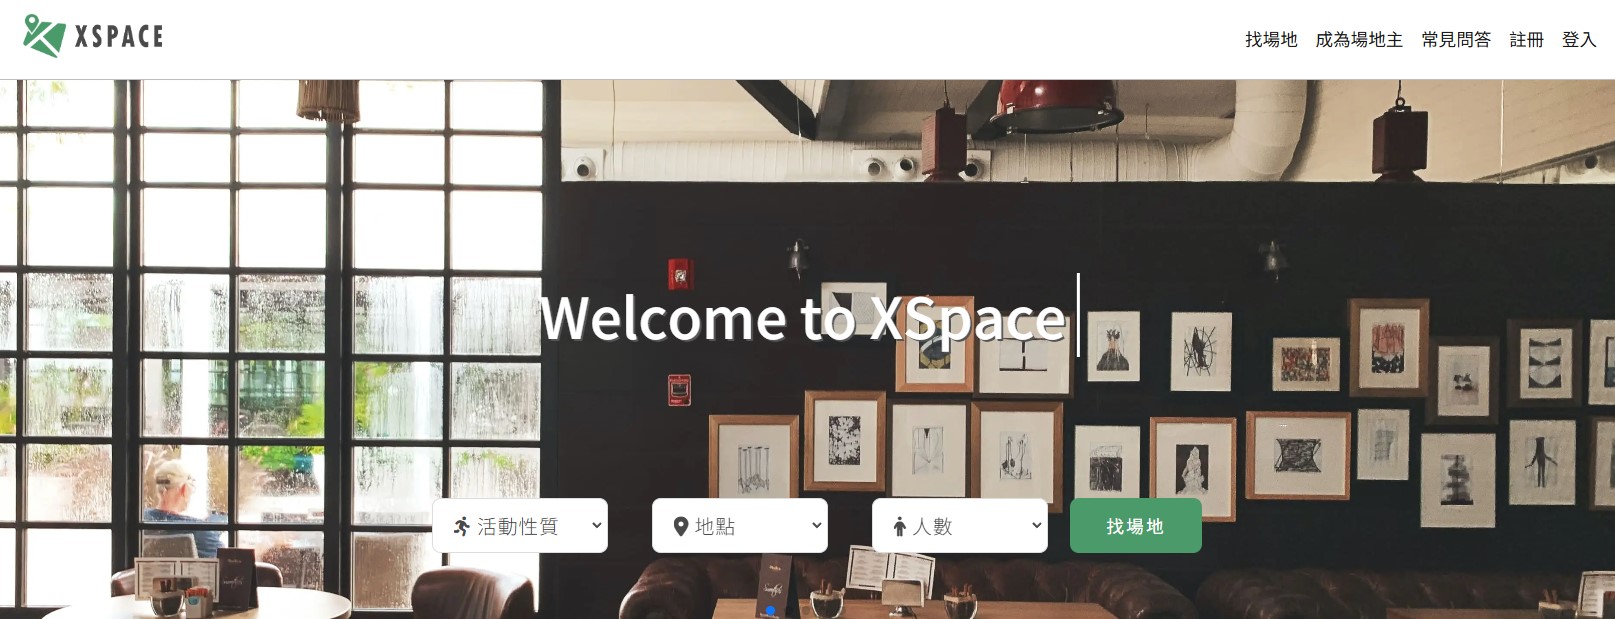 XSPACE
找場地 成為場地主 常見問答 註冊 登入
Welcome to XSpace
活動性質 地點 人數 找場地